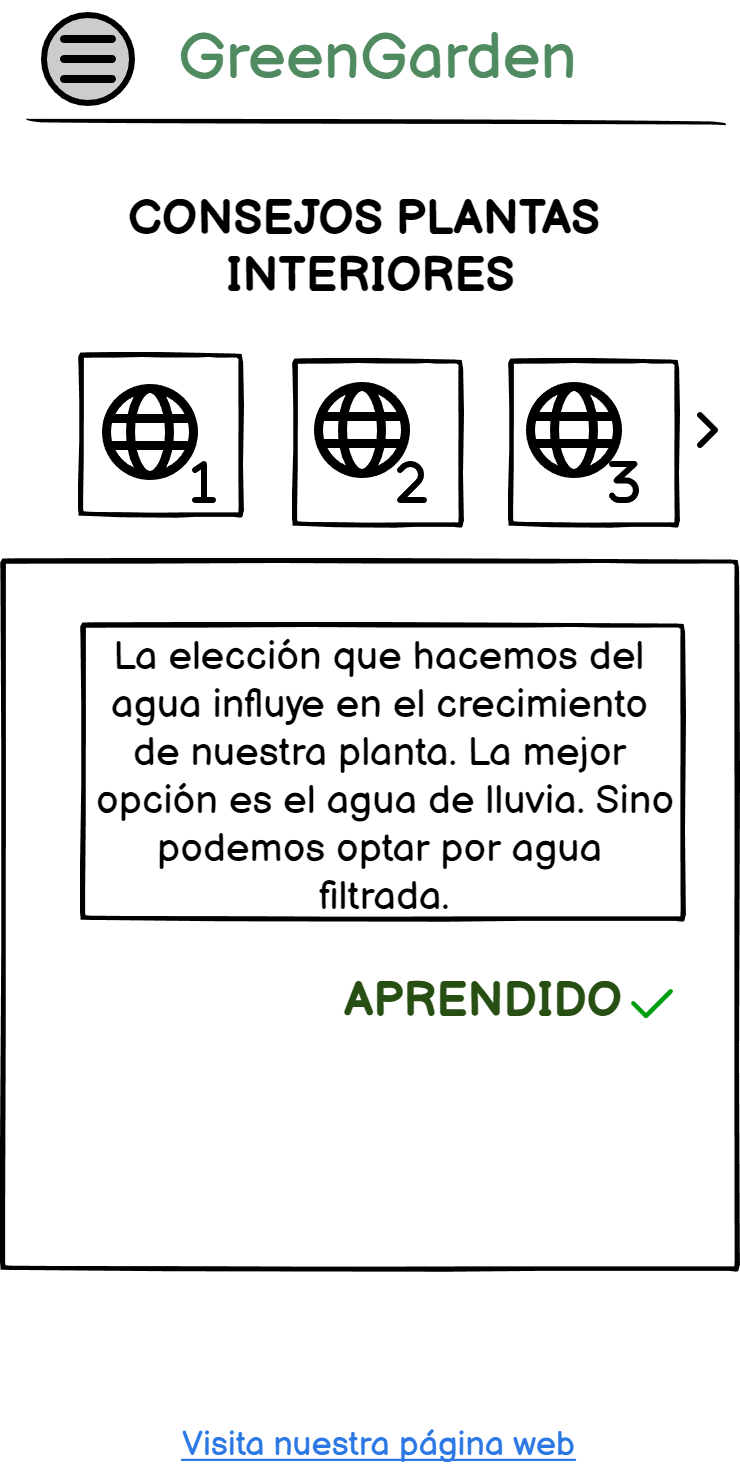 GreenGarden
CONSEJOS PLANTAS
INTERIORES
1
2
3
La elección que hacemos del
agua influye en el crecimiento
de nuestra planta. La mejor
opción es el agua de lluvia. Sino
podemos optar por agua
filtrada.
APRENDIDO
Visita nuestra página web